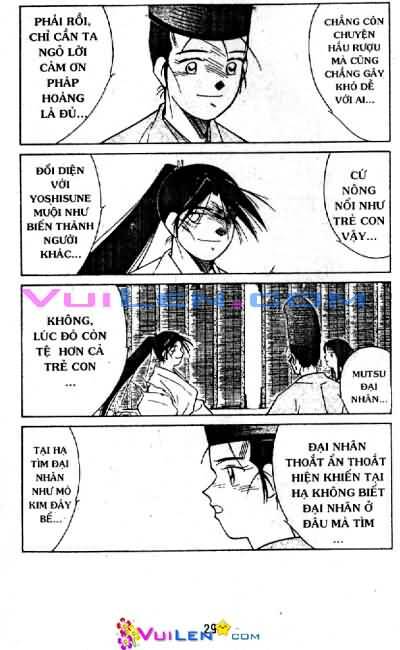 CHẲNG CÒN
CHUYỆN
HẦU RƯỢU
MÀ CŨNG
CHẲNG GÂY
KHÓ DỄ
VỚI AI...
PHẢI RỒI,
CHỈ CẦN TA
NGỎ LỜI
CẢM ƠN
PHÁP
HOÀNG
LÀ ĐỦ...
CỨ
NÔNG
NỔI NHƯ
TRẺ CON
VẬY...
ĐỐI DIỆN
VỚI
YOSHISUNE
MUỘI NHƯ
BIẾN THÀNH
NGƯỜI
KHÁC...
VUILEN.COM
KHÔNG,
LÚC ĐÓ CÒN
TỆ HƠN CẢ
TRẺ CON
...
MUTSU
ĐẠI
NHÂN...
ĐẠI NHÂN
THOẮT ẨN THOẮT
HIỆN KHIẾN TẠI
HẠ KHÔNG BIẾT
ĐẠI NHÂN Ở
ĐÂU MÀ TÌM
...
TẠI HẠ
TÌM ĐẠI
NHÂN
NHƯ MÒ
KIM ĐÁY
BỂ...
29
VUILEN.COM